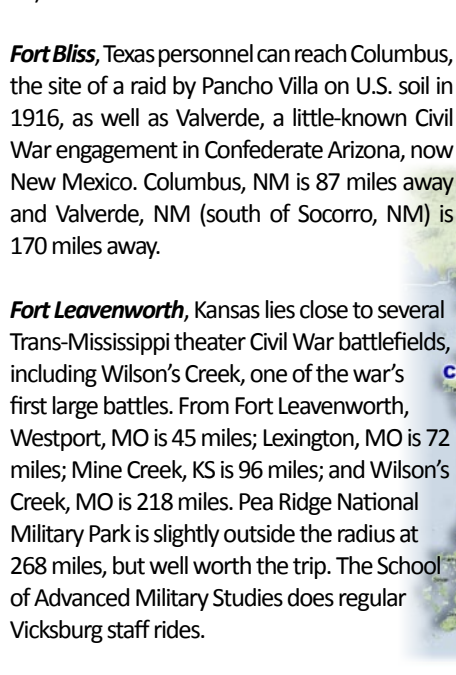 Fort Bliss, Texas personnel can reach Columbus,
the site of a raid by Pancho Villa on U.S. soil in
1916, as well as Valverde, a little-known Civil
War engagement in Confederate Arizona, now
New Mexico. Columbus, NM is 87 miles away
and Valverde, NM (south of Socorro, NM) is
170 miles away.
Fort Leavenworth, Kansas lies close to several
Trans-Mississippi theater Civil War battlefields,
including Wilson's Creek, one of the war's
first large battles. From Fort Leavenworth,
Westport, MO is 45 miles; Lexington, MO is 72
miles; Mine Creek, KS is 96 miles; and Wilson's
Creek, MO is 218 miles. Pea Ridge National
Military Park is slightly outside the radius at
268 miles, but well worth the trip. The School
of Advanced Military Studies does regular
Vicksburg staff rides.